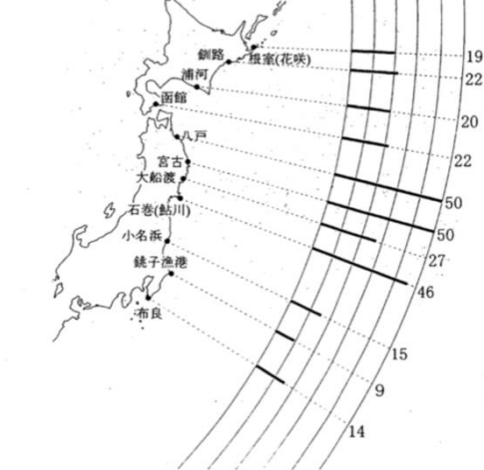 釧路
根室(花咲)
19
22
浦河
函館
20
八戸
22
宮古
大船渡
50
石巻(鮎川)
50
小名浜
27
銚子漁港
46
布良
15
9
14